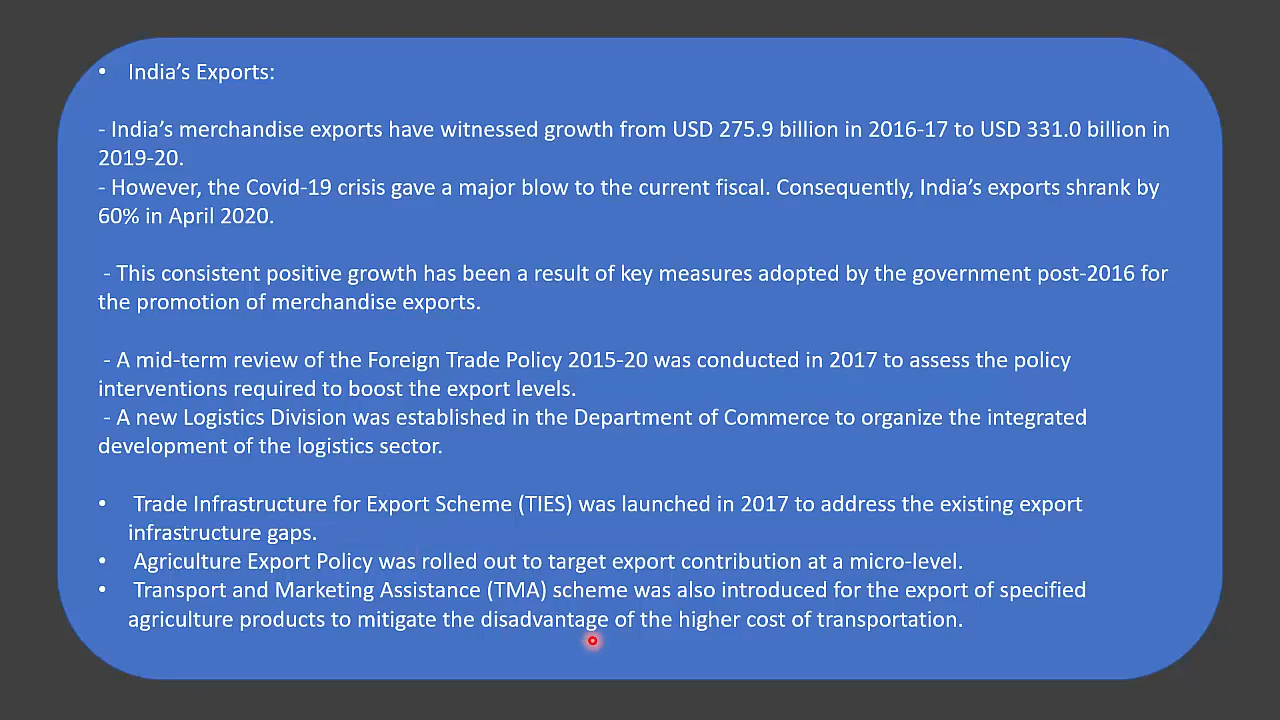 • India’s Exports:
- India’s merchandise exports have witnessed growth from USD 275.9 billion in 2016-17 to USD 331.0 billion in
2019-20.
- However, the Covid-19 crisis gave a major blow to the current fiscal. Consequently, India’s exports shrank by
60% in April 2020.
- This consistent positive growth has been a result of key measures adopted by the government post-2016 for
the promotion of merchandise exports.
- A mid-term review of the Foreign Trade Policy 2015-20 was conducted in 2017 to assess the policy
interventions required to boost the export levels.
- A new Logistics Division was established in the Department of Commerce to organize the integrated
development of the logistics sector.
• Trade Infrastructure for Export Scheme (TIES) was launched in 2017 to address the existing export
infrastructure gaps.
• Agriculture Export Policy was rolled out to target export contribution at a micro-level.
• Transport and Marketing Assistance (TMA) scheme was also introduced for the export of specified
agriculture products to mitigate the disadvantage of the higher cost of transportation.